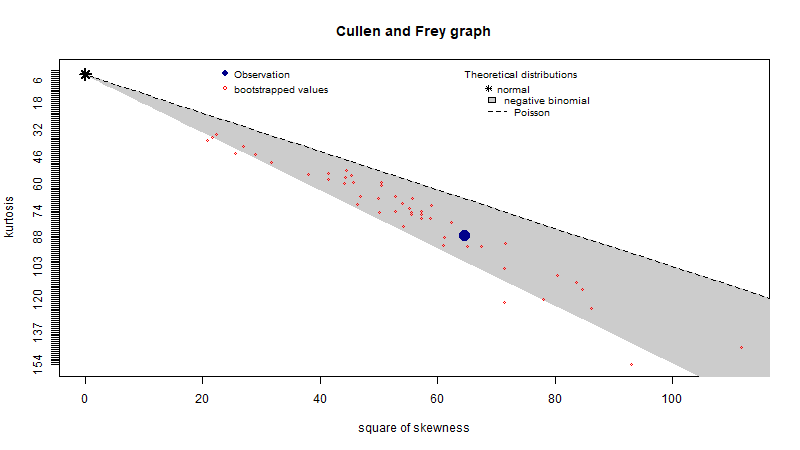 Cullen and Frey graph
Observation
bootstrapped values
Theoretical distributions
normal
negative binomial
Poisson
kurtosis
6
18
32
46
60
74
88
103
120
137
154
0
20
40
60
80
100
square of skewness